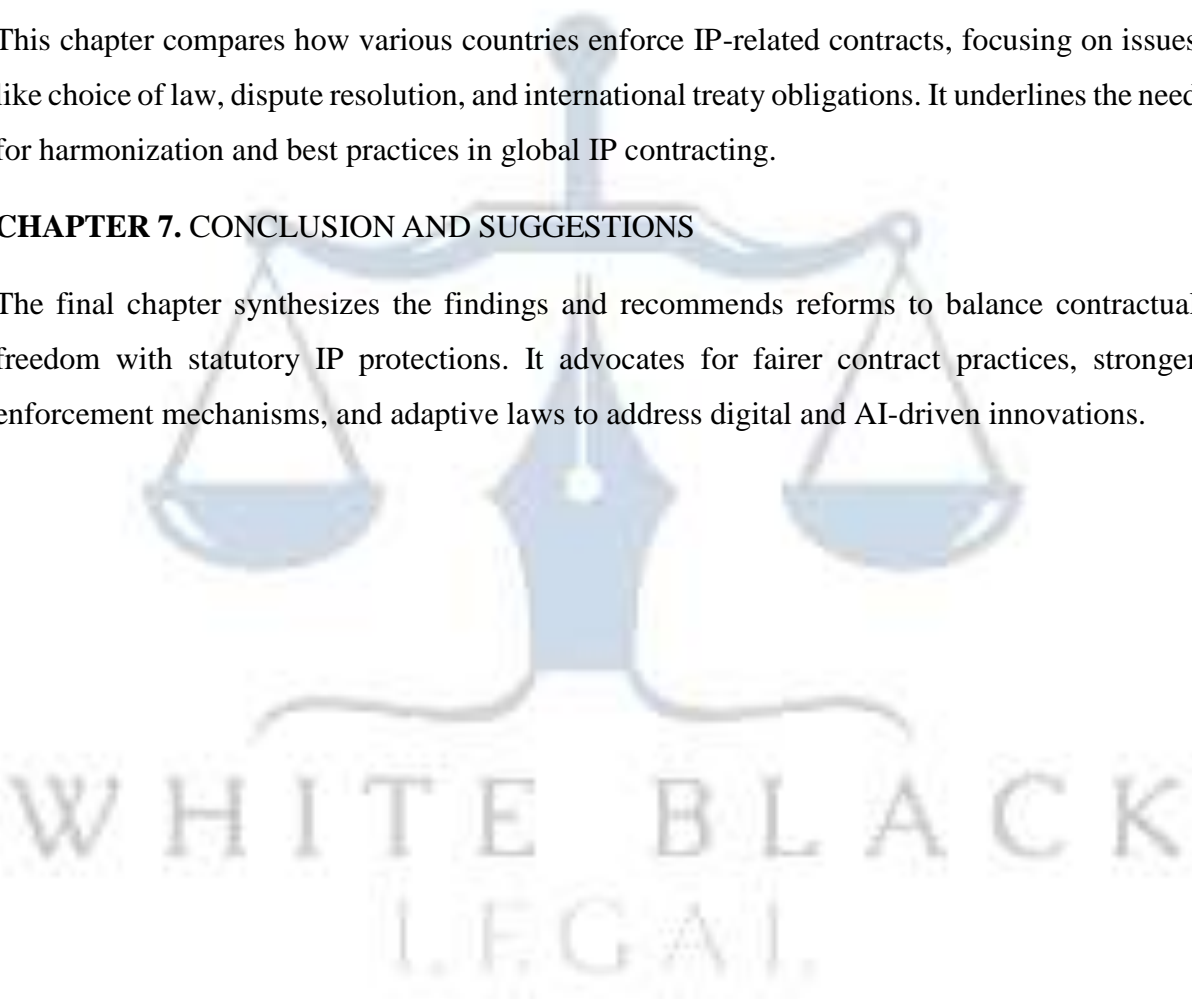 This chapter compares how various countries enforce IP-related contracts, focusing on issues
like choice of law, dispute resolution, and international treaty obligations. It underlines the need
for harmonization and best practices in global IP contracting.
CHAPTER 7. CONCLUSION AND SUGGESTIONS
The final chapter synthesizes the findings and recommends reforms to balance contractual
freedom with statutory IP protections. It advocates for fairer contract practices, stronger
enforcement mechanisms, and adaptive laws to address digital and AI-driven innovations.
WHITE BLACK
LEGAL